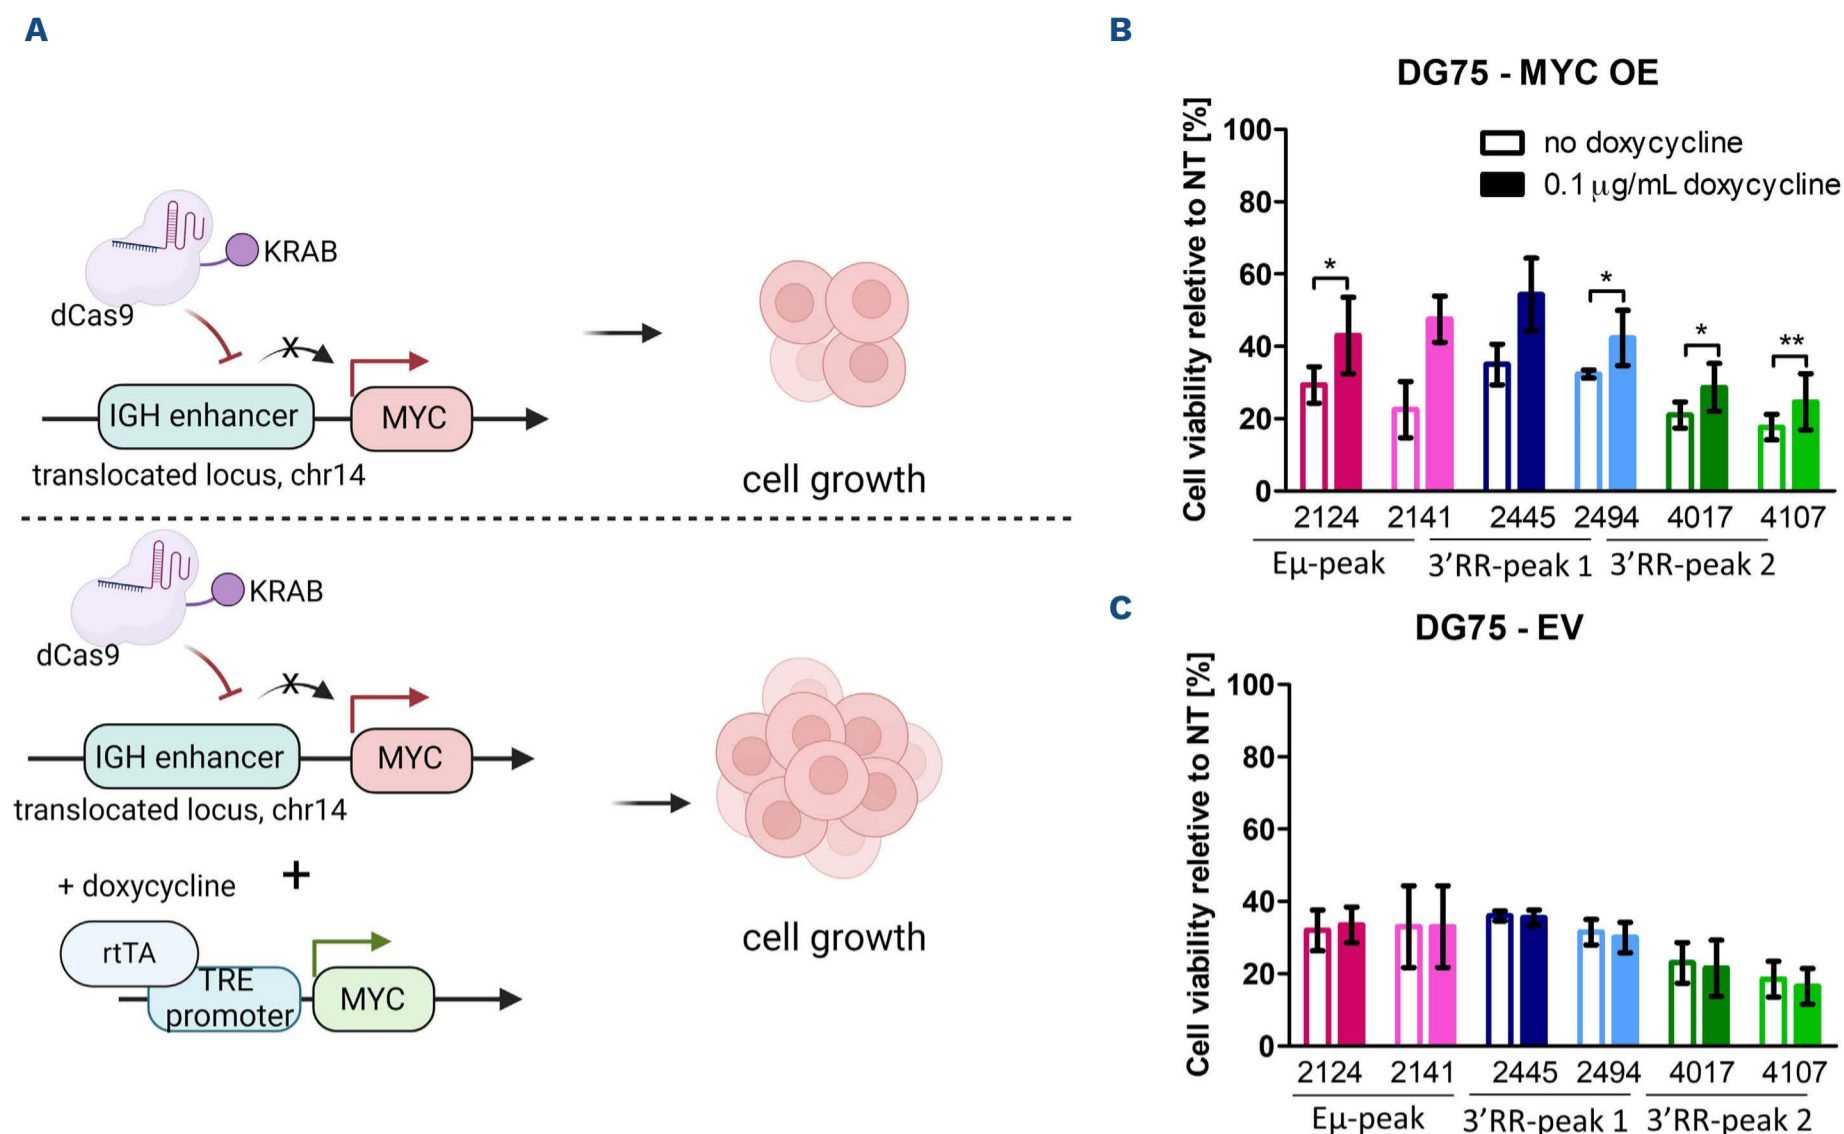 A
KRAB
dCas9
X
IGH enhancer
MYC
translocated locus, chr14
cell growth
KRAB
dCas9
X
IGH enhancer
MYC
translocated locus, chr14
+ doxycycline
+
rtTA
TRE
promoter
MYC
cell growth
B
DG75 - MYC OE
Cell viability reletive to NT [%]
100
80
60
40
20
0
no doxycycline
0.1 µg/mL doxycycline
*
*
*
**
2124 2141 2445 2494 4017 4107
Eµ-peak 3’RR-peak 1 3’RR-peak 2
C
DG75 - EV
Cell viability reletive to NT [%]
100
80
60
40
20
0
2124 2141 2445 2494 4017 4107
Eµ-peak 3’RR-peak 1 3’RR-peak 2